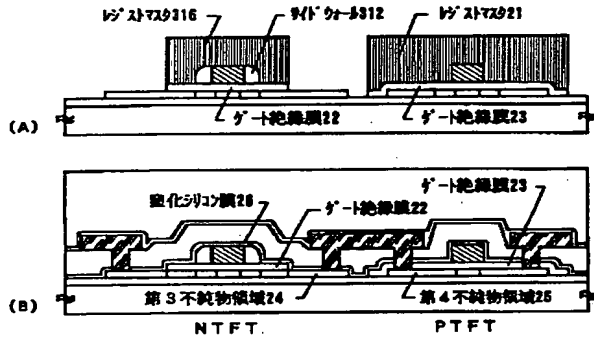 レジストマスク316
サイドウォール312
レジストマスク21
ゲート絶縁膜22
ゲート絶縁膜23
(A)
窒化シリコン膜26
ゲート絶縁膜22
ゲート絶縁膜23
第3不純物領域24
第4不純物領域25
(B)
NTFT.
PTFT